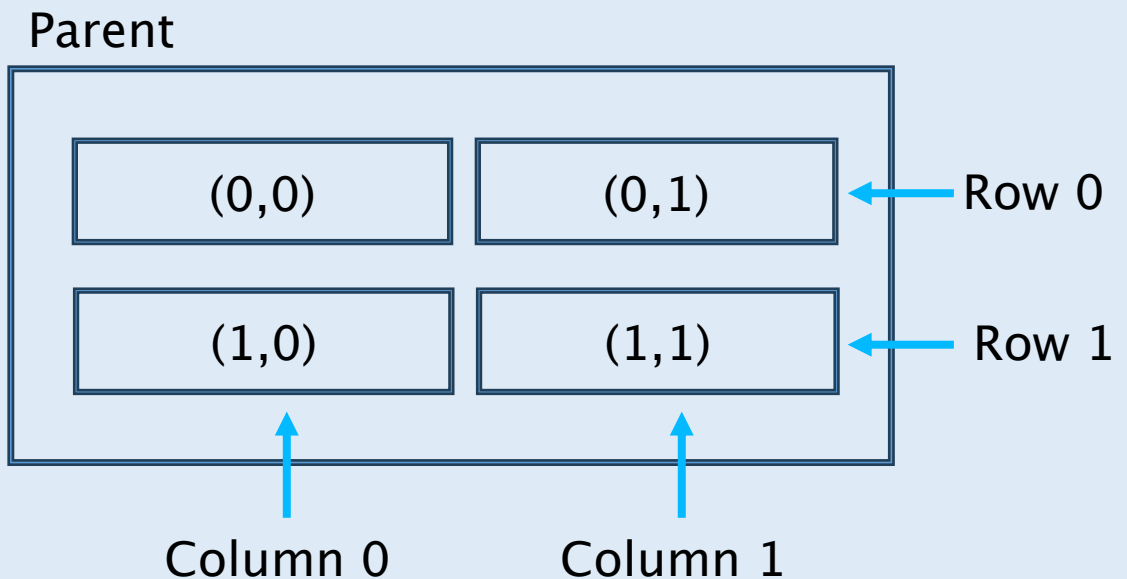 Parent
(0,0) (0,1) Row 0
(1,0) (1,1) Row 1
Column 0 Column 1